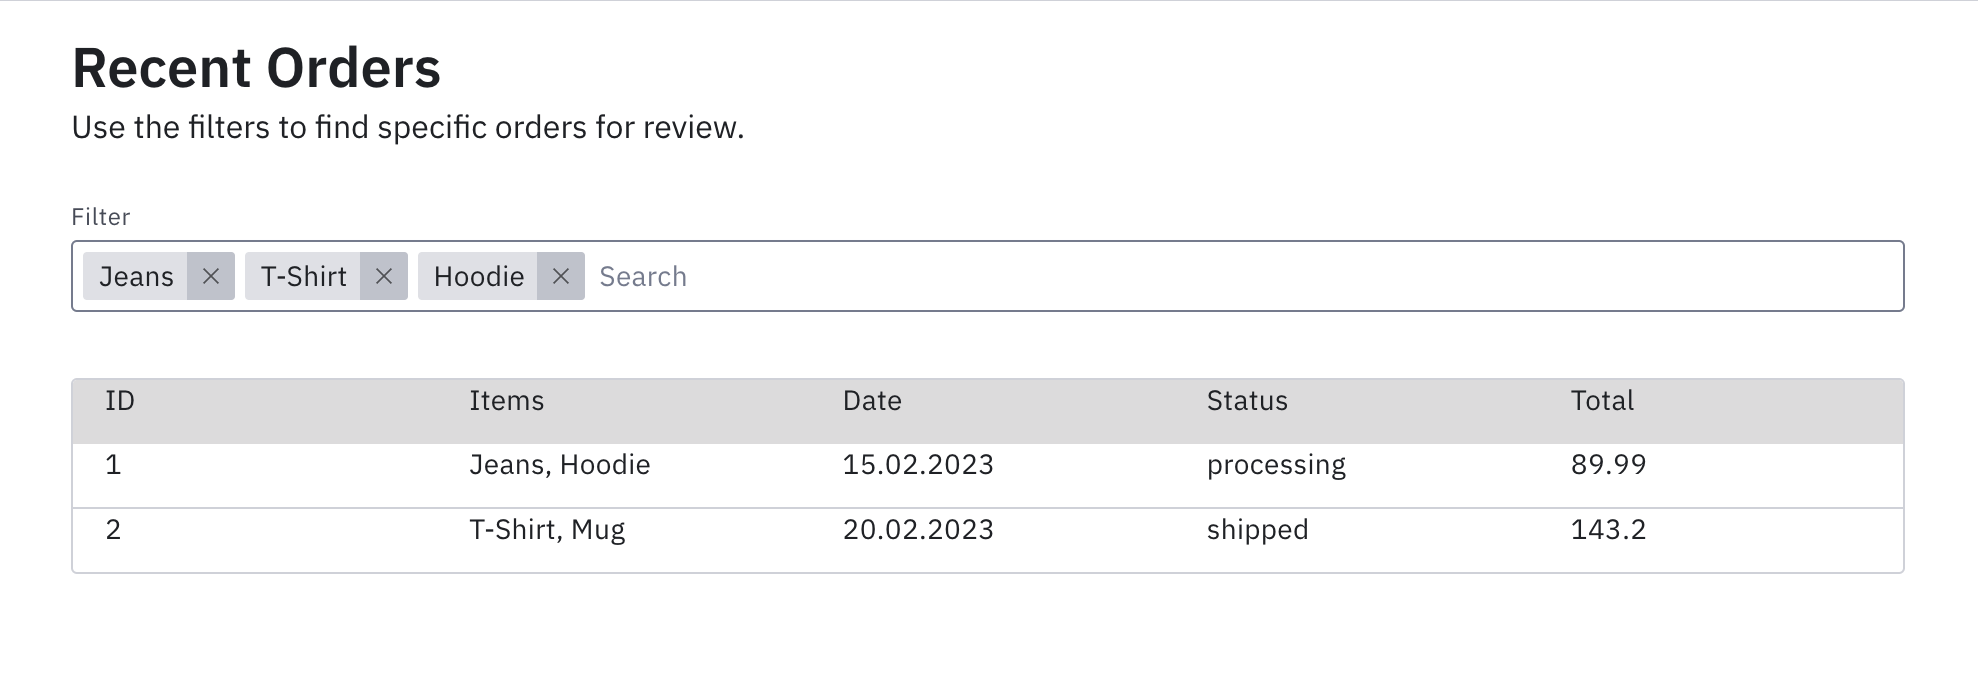 Recent Orders
Use the filters to find specific orders for review.
Filter
Jeans T-Shirt Hoodie Search
ID Items Date Status Total
1 Jeans, Hoodie 15.02.2023 processing 89.99
2 T-Shirt, Mug 20.02.2023 shipped 143.2